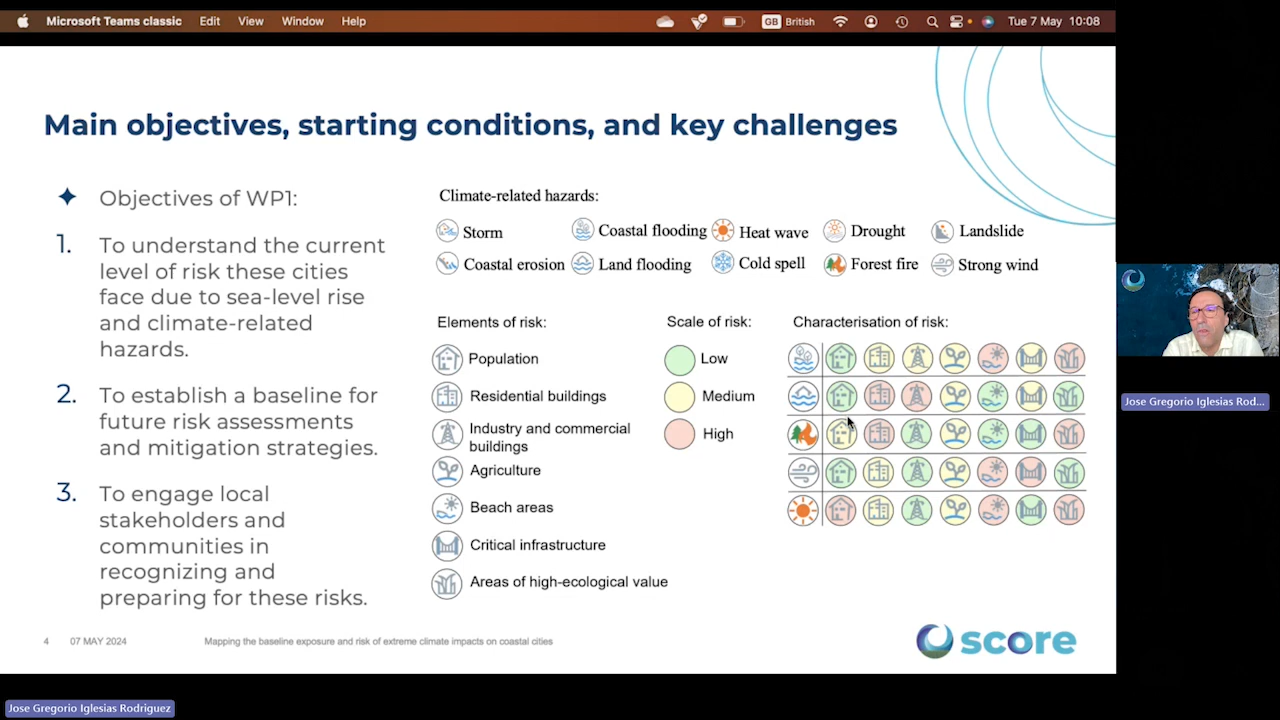 Microsoft Teams classic Edit View Window Help GB British Tue 7 May 10:08
Main objectives, starting conditions, and key challenges
Objectives of WP1:
1. To understand the current
level of risk these cities
face due to sea-level rise
and climate-related
hazards.
2. To establish a baseline for
future risk assessments
and mitigation strategies.
3. To engage local
stakeholders and
communities in
recognizing and
preparing for these risks.
Climate-related hazards:
Storm Coastal flooding Heat wave Drought Landslide
Coastal erosion Land flooding Cold spell Forest fire Strong wind
Elements of risk:
Population
Residential buildings
Industry and commercial
buildings
Agriculture
Beach areas
Critical infrastructure
Areas of high-ecological value
Scale of risk:
Low
Medium
High
Characterisation of risk:
4 07 MAY 2024 Mapping the baseline exposure and risk of extreme climate impacts on coastal cities
score
Jose Gregorio Iglesias Rod...
Jose Gregorio Iglesias Rodriguez